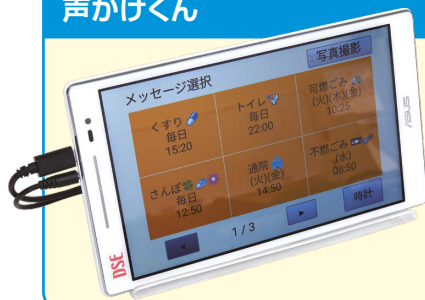 声かけくん
メッセージ選択
写真撮影
くすり
毎日
15:20
トイレ
毎日
22:00
可燃ごみ
(火)(木)(金)
10:25
さんぽ
毎日
12:50
通院
(火)(金)
14:50
不燃ごみ
(水)
08:50
1 / 3
時計
DSE
ASUS